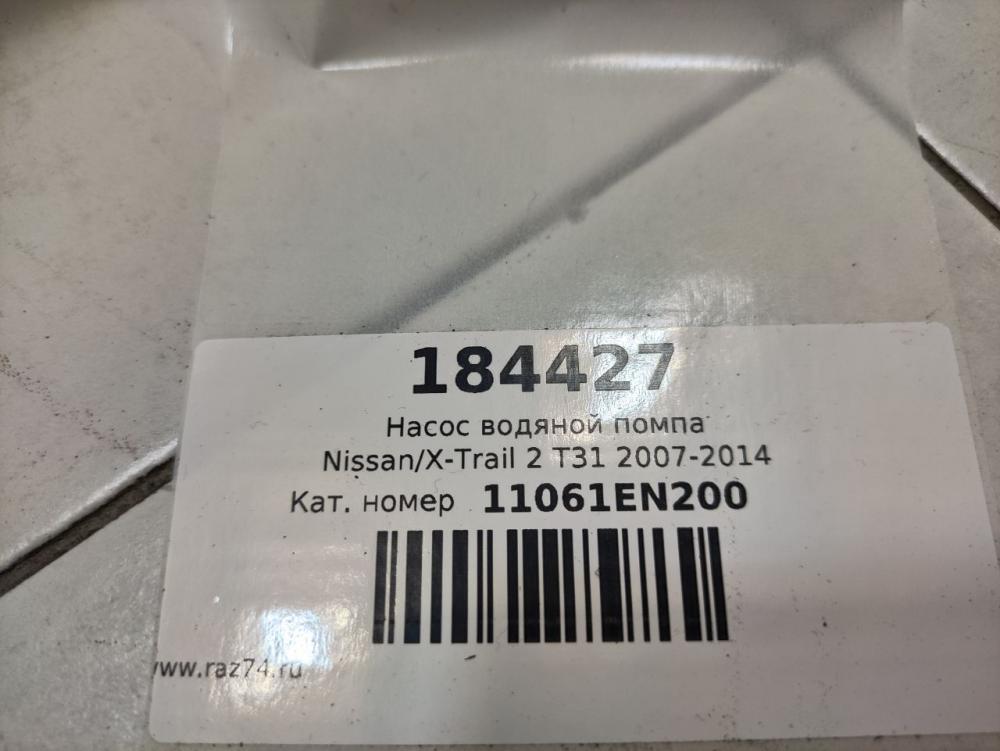 184427
Насос водяной помпа
Nissan/X-Trail 2 T31 2007-2014
Кат. номер 11061EN200
www.raz74.ru